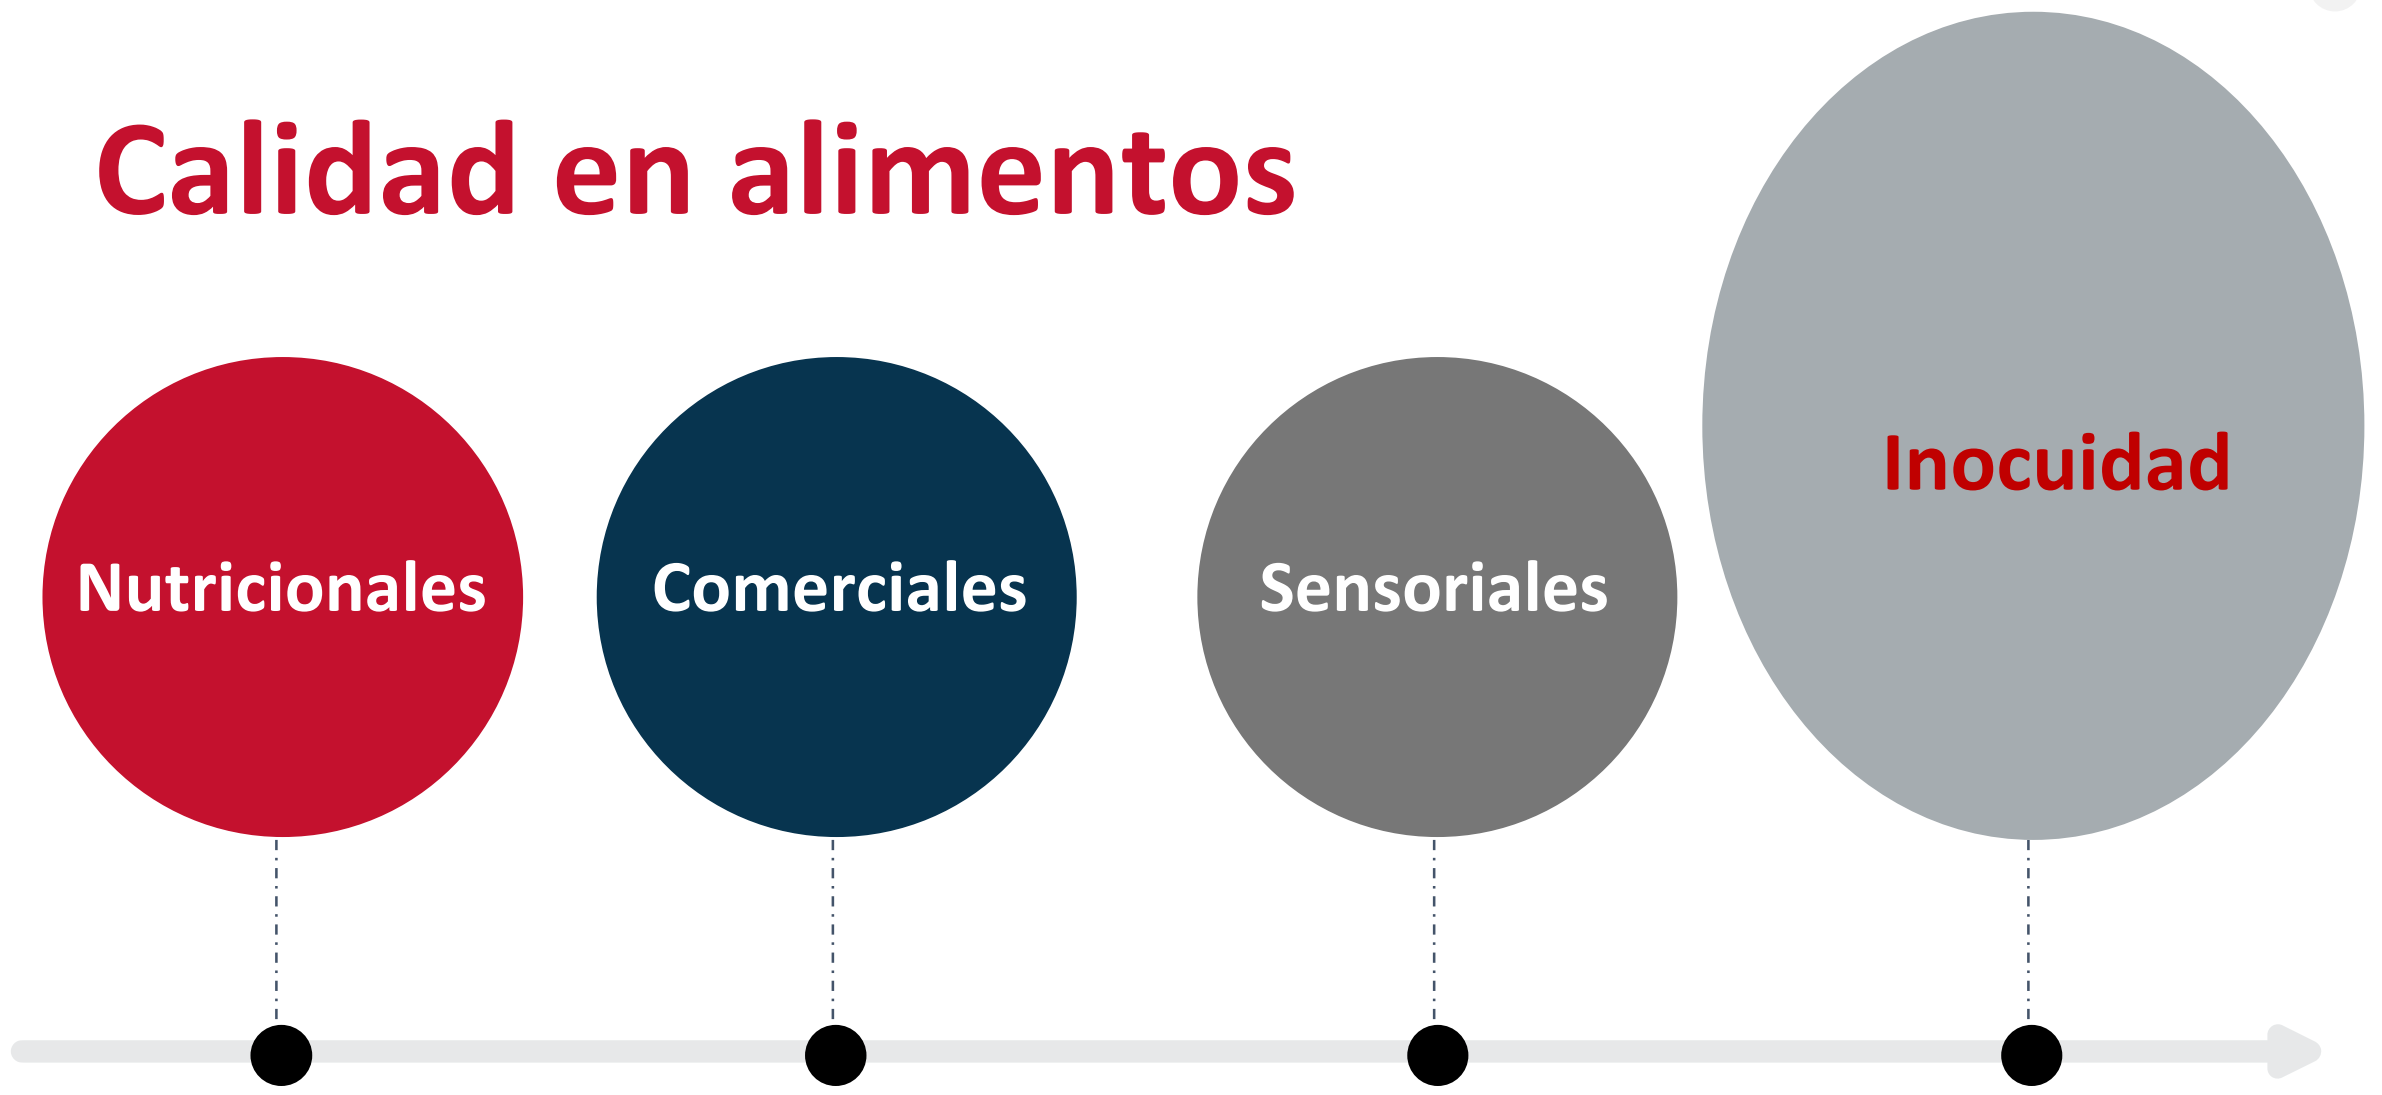 Calidad en alimentos
Nutricionales
Comerciales
Sensoriales
Inocuidad